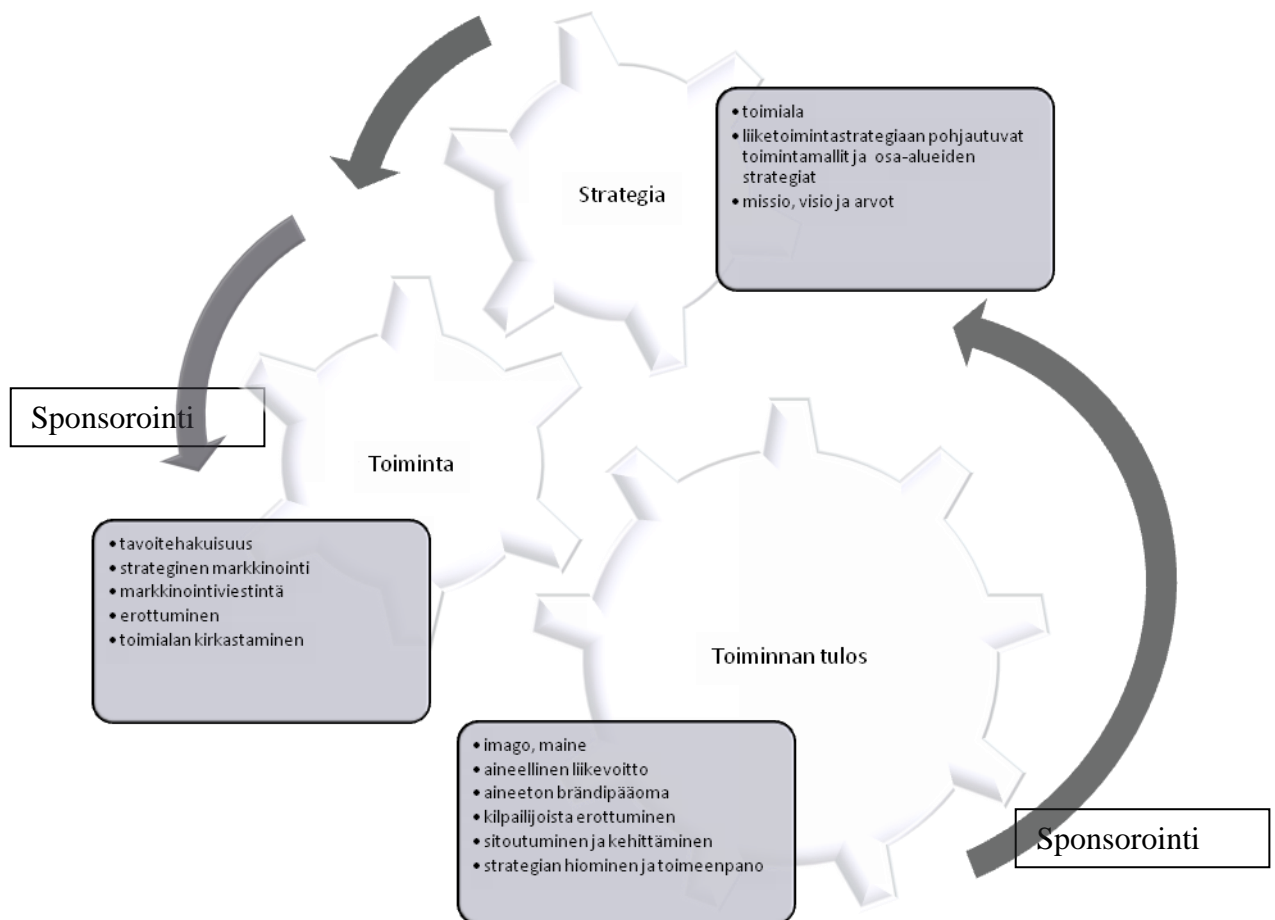 Strategia
• toimiala
• liiketoimintastrategiaan pohjautuvat
toimintamallit ja osa-alueiden
strategiat
• missio, visio ja arvot
Sponsorointi
Toiminta
• tavoitehakuisuus
• strateginen markkinointi
• markkinointiviestintä
• erottuminen
• toimialan kirkastaminen
Toiminnan tulos
• imago, maine
• aineellinen liikevoitto
• aineeton brändipääoma
• kilpailijoista erottuminen
• sitoutuminen ja kehittäminen
• strategian hiominen ja toimeenpano
Sponsorointi